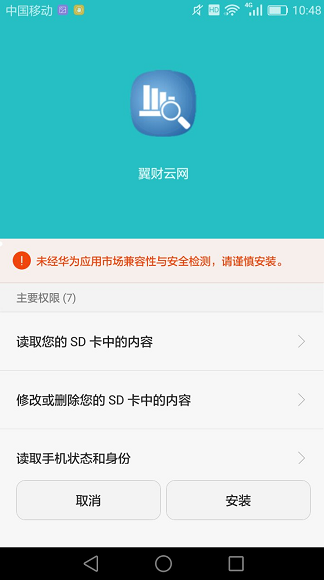 中国移动 HD 4G 10:48
翼财云网
未经华为应用市场兼容性与安全检测，请谨慎安装。
主要权限 (7)
读取您的 SD 卡中的内容
修改或删除您的 SD 卡中的内容
读取手机状态和身份
取消 安装